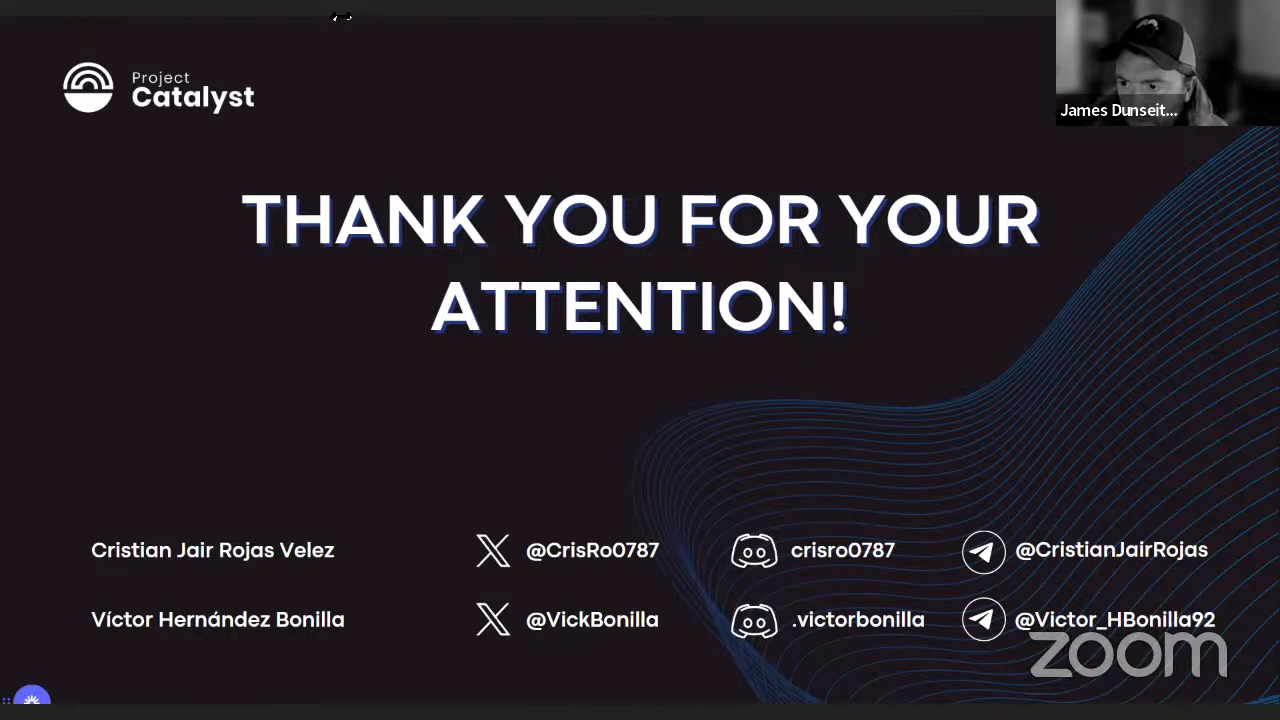 Project
Catalyst
James Dunseit...
THANK YOU FOR YOUR
ATTENTION!
Cristian Jair Rojas Velez @CrisRo0787 crisro0787 @CristianJairRojas
Víctor Hernández Bonilla @VickBonilla .victorbonilla @Victor_HBonilla92
zoom